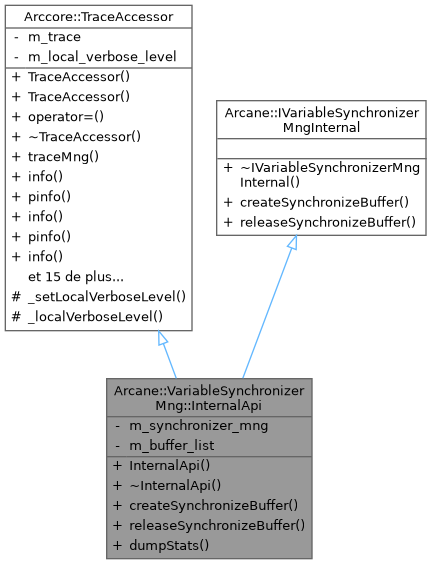 Arccore::TraceAccessor
- m_trace
- m_local_verbose_level
+ TraceAccessor()
+ TraceAccessor()
+ operator=()
+ ~TraceAccessor()
+ traceMng()
+ info()
+ pinfo()
+ info()
+ pinfo()
+ info()
et 15 de plus...
# _setLocalVerboseLevel()
# _localVerboseLevel()
Arcane::IVariableSynchronizer
MngInternal
+ ~IVariableSynchronizerMng
Internal()
+ createSynchronizeBuffer()
+ releaseSynchronizeBuffer()
Arcane::VariableSynchronizer
Mng::InternalApi
- m_synchronizer_mng
- m_buffer_list
+ InternalApi()
+ ~InternalApi()
+ createSynchronizeBuffer()
+ releaseSynchronizeBuffer()
+ dumpStats()